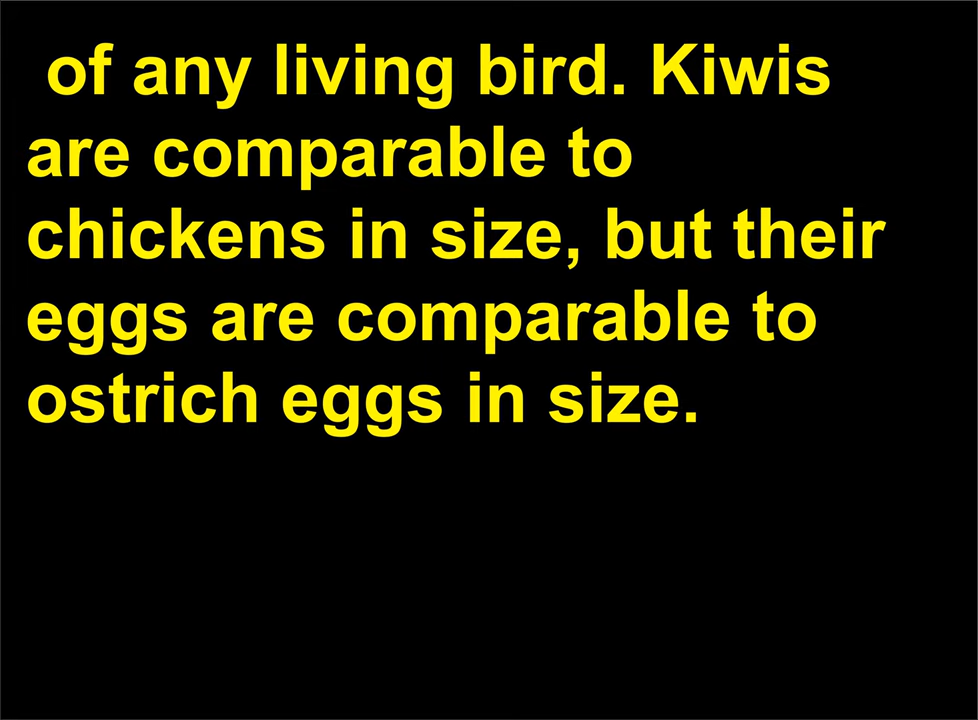 of any living bird. Kiwis
are comparable to
chickens in size, but their
eggs are comparable to
ostrich eggs in size.